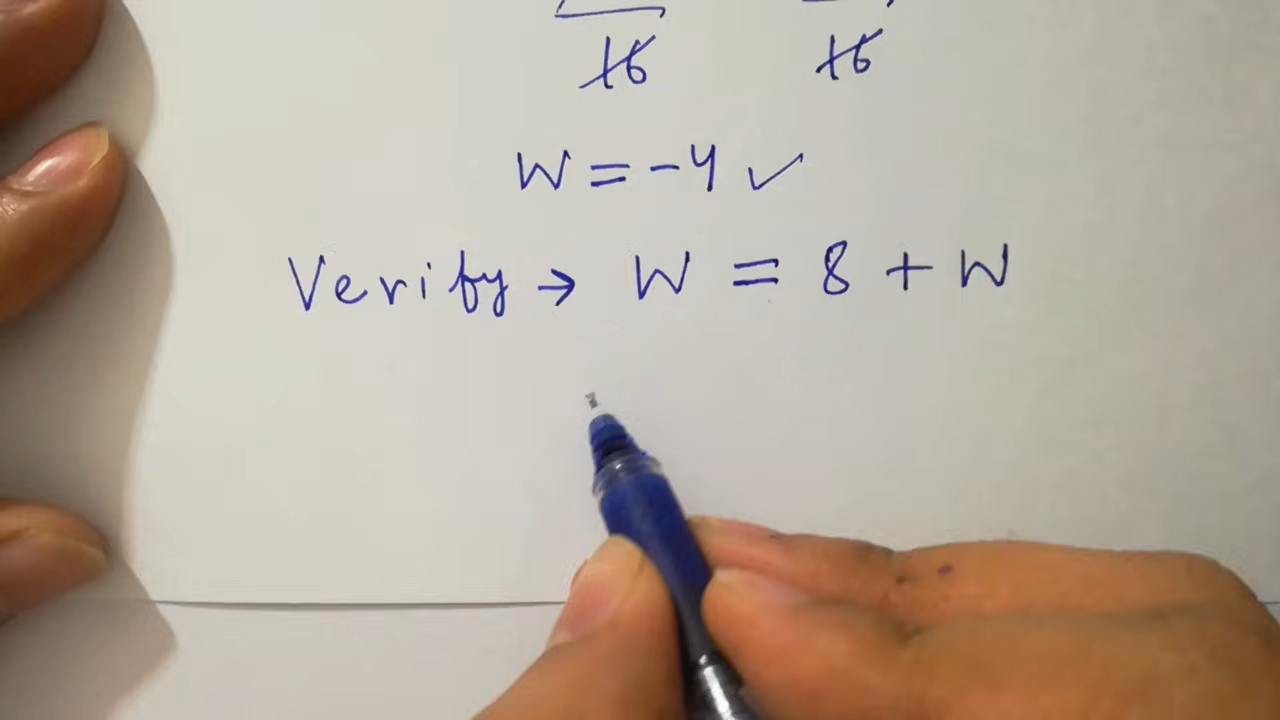 16 16
W = -4 ✓
Verify → W = 8 + W